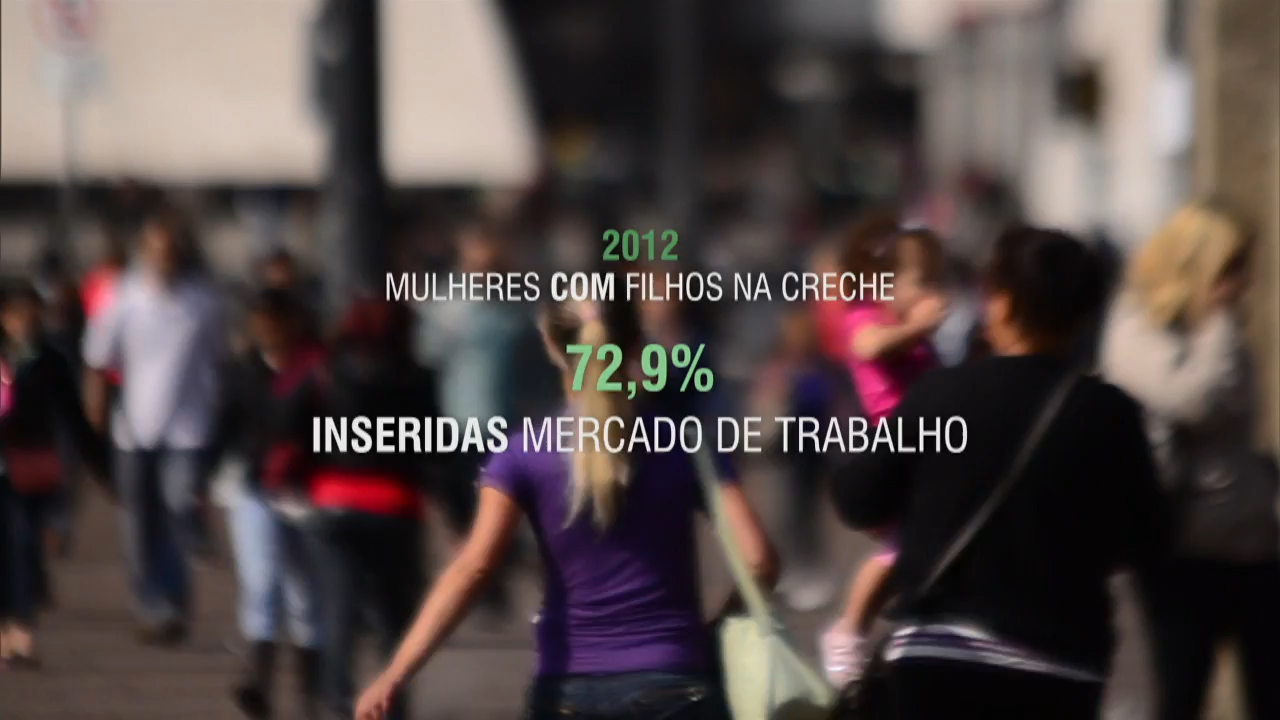 2012
MULHERES COM FILHOS NA CRECHE
72,9%
INSERIDAS MERCADO DE TRABALHO